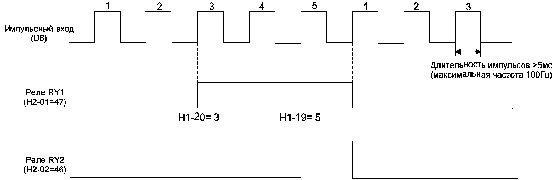 1 2 3 4 5 1 2 3
Импульсный вход
(D8)
Длительность импульсов >5мс
(максимальная частота 100Гц)
Реле RY1
(H2-01=47)
H1-20= 3 H1-19= 5
Реле RY2
(H2-02=46)